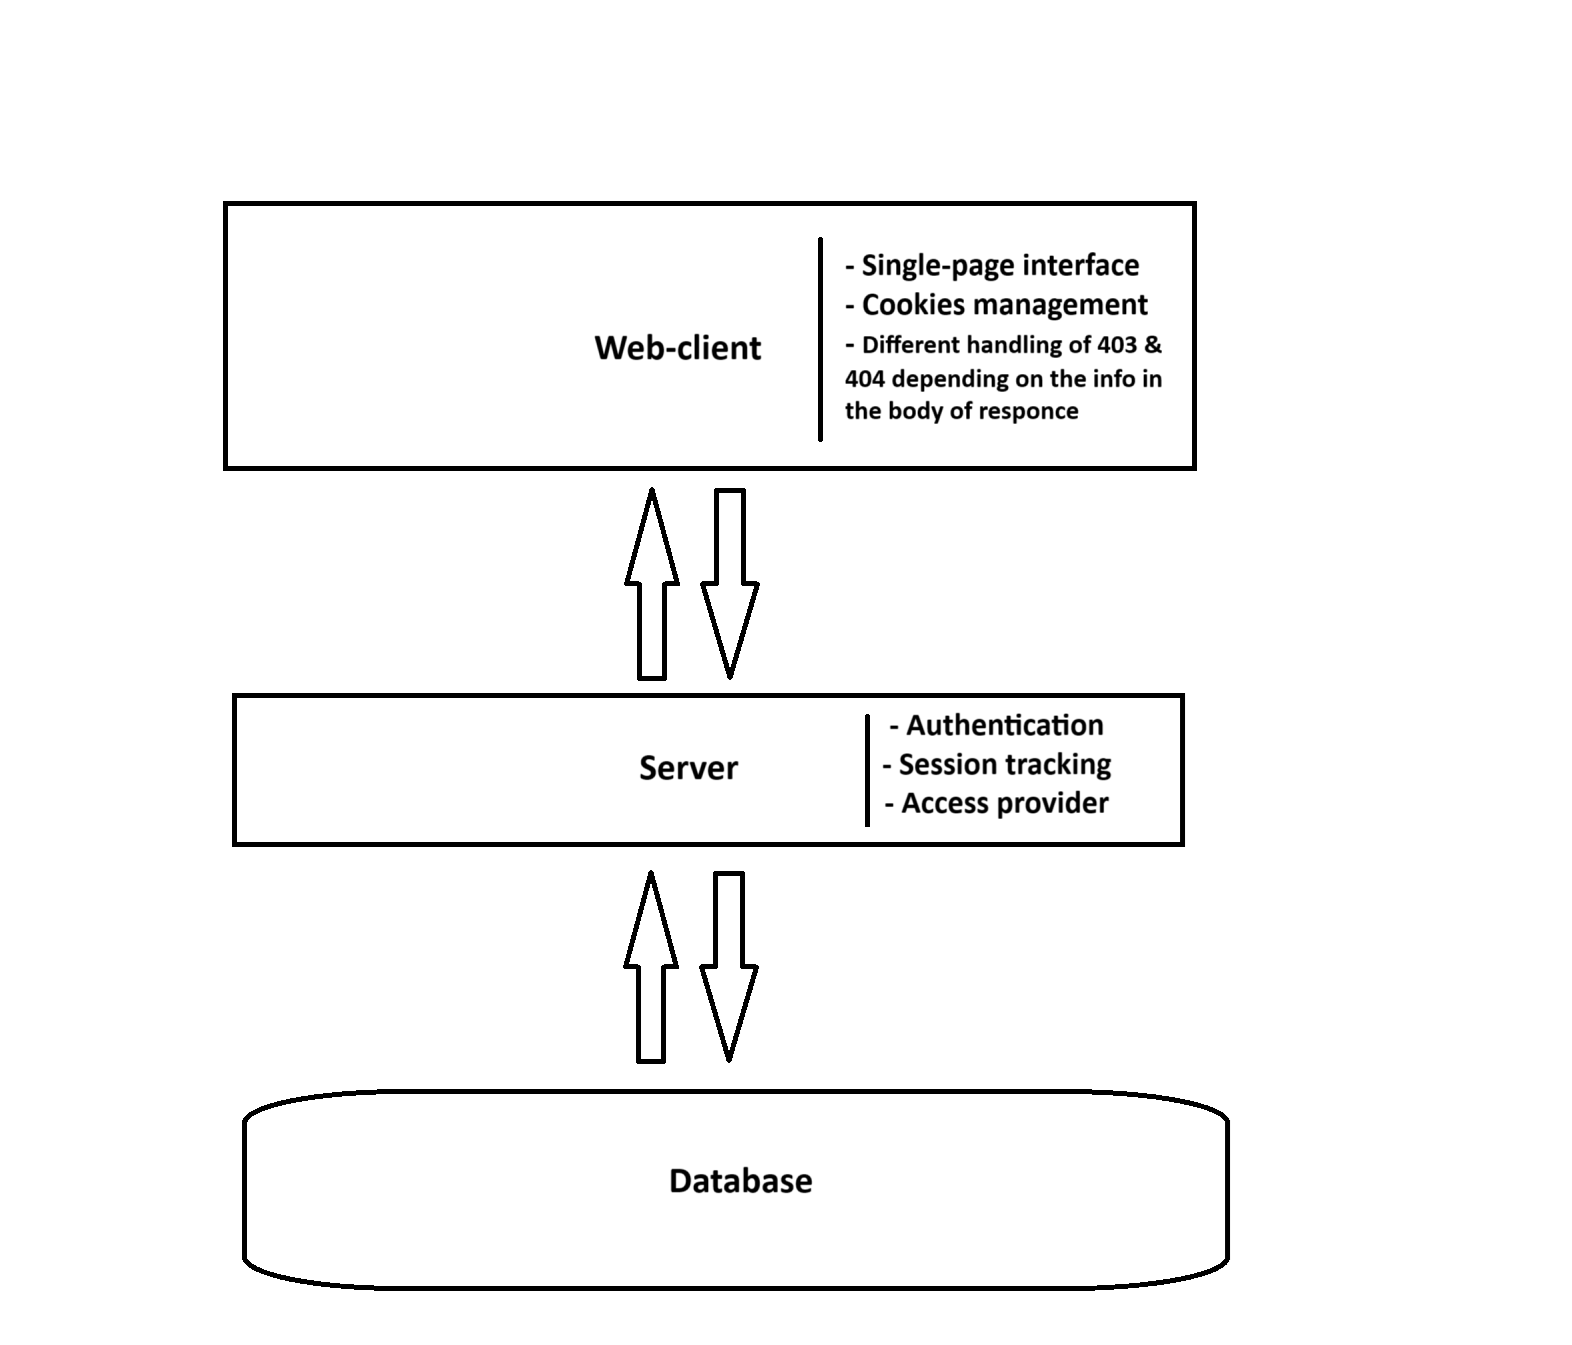 - Single-page interface
- Cookies management
- Different handling of 403 &
404 depending on the info in
the body of responce
Web-client
- Authentication
- Session tracking
- Access provider
Server
Database